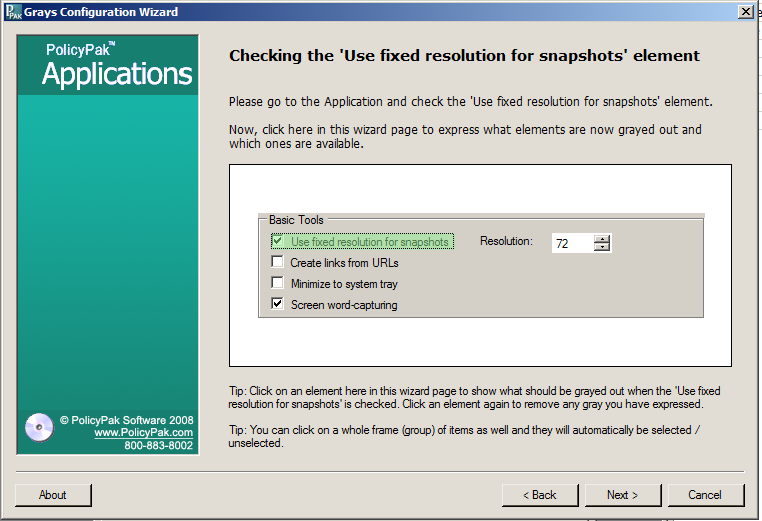 Grays Configuration Wizard
PolicyPak™
Applications
Checking the 'Use fixed resolution for snapshots' element
Please go to the Application and check the 'Use fixed resolution for snapshots' element.
Now, click here in this wizard page to express what elements are now grayed out and
which ones are available.
Basic Tools
Use fixed resolution for snapshots
Resolution:
72
Create links from URLs
Minimize to system tray
Screen word-capturing
Tip: Click on an element here in this wizard page to show what should be grayed out when the 'Use fixed
resolution for snapshots' is checked. Click an element again to remove any gray you have expressed.
Tip: You can click on a whole frame (group) of items as well and they will automatically be selected /
unselected.
© PolicyPak Software 2008
www.PolicyPak.com
800-883-8002
About
< Back
Next >
Cancel